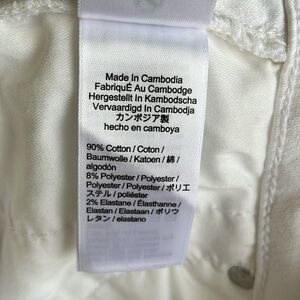 Made In Cambodia
FabriquÉ Au Cambodge
Hergestellt In Kambodscha
Vervaardigd In Cambodja
カンボジア製
hecho en camboya
90% Cotton / Coton /
Baumwolle / Katoen / 綿 /
algodón
8% Polyester / Polyester /
Polyester / Polyester / ポリエ
ステル / poliéster
2% Elastane / Élasthanne /
Elastan / Elastaan / ポリウ
レタン / elastano